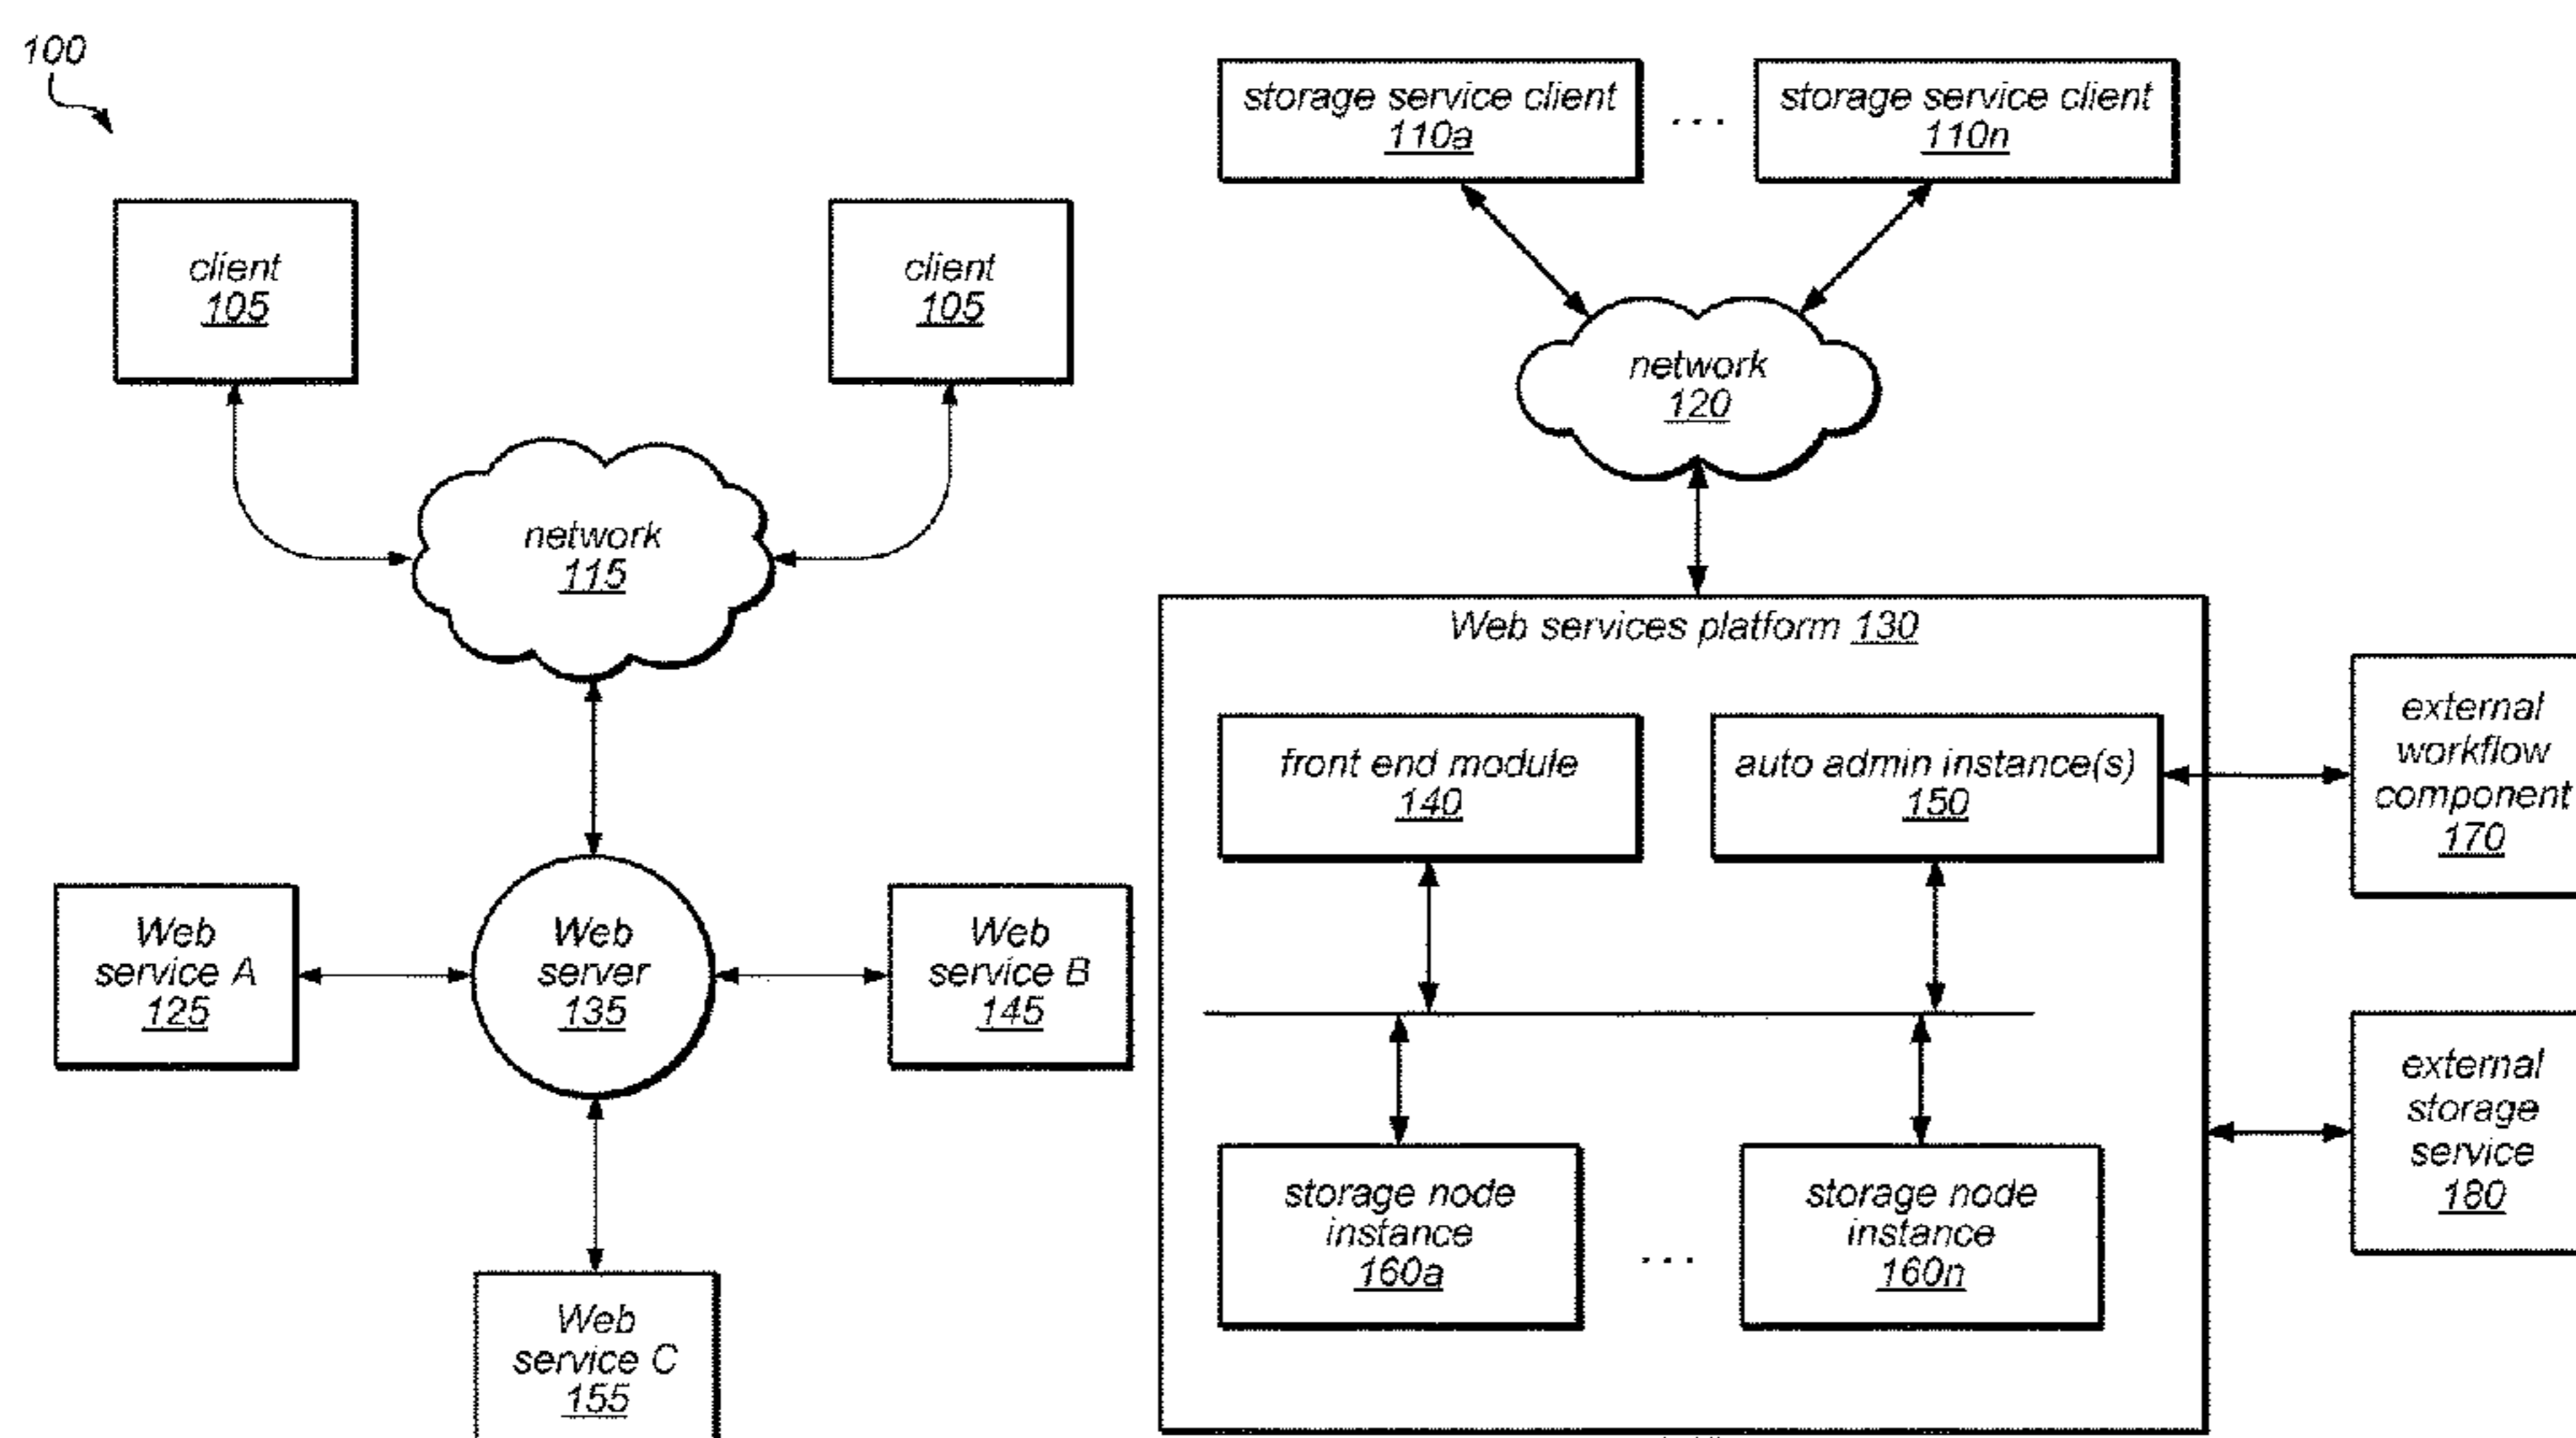 100
storage service client
110a
...
storage service client
110n
client
105
client
105
network
120
network
115
Web services platform 130
front end module
140
auto admin instance(s)
150
external
workflow
component
170
Web
service A
125
Web
server
135
Web
service B
145
external
storage
service
180
storage node
instance
160a
...
storage node
instance
160n
Web
service C
155